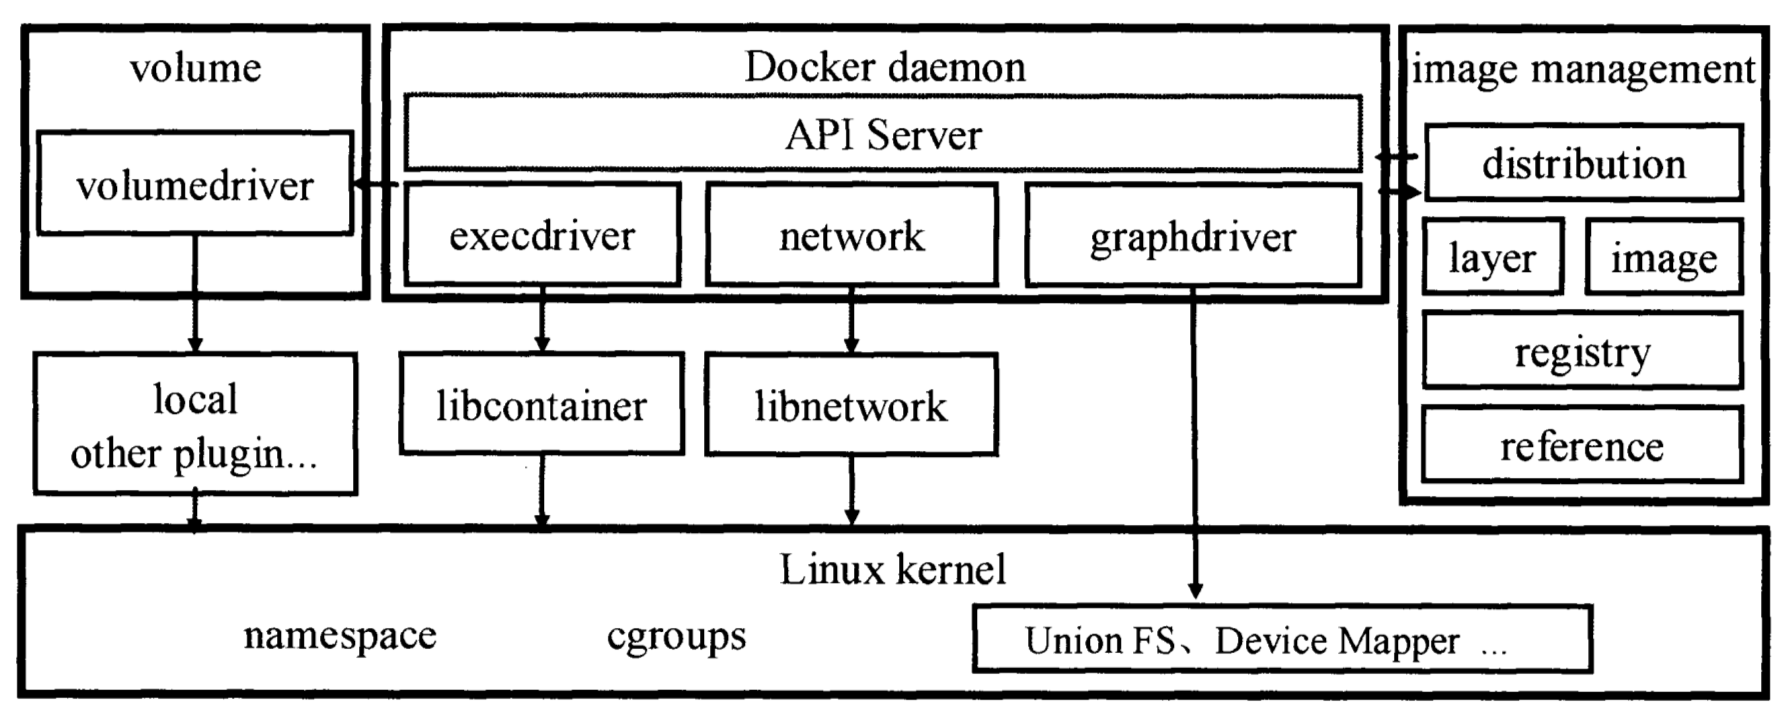 volume
volumedriver
local
other plugin...
Docker daemon
API Server
execdriver
network
graphdriver
libcontainer
libnetwork
image management
distribution
layer
image
registry
reference
Linux kernel
namespace
cgroups
Union FS、Device Mapper ...